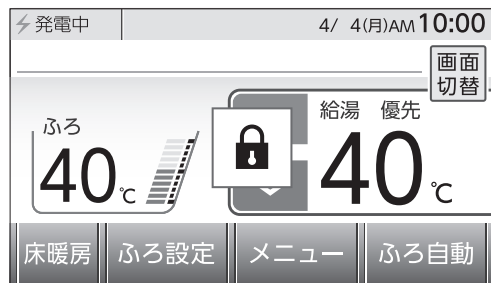 発電中 4/ 4(月)AM10:00
画面
切替
ふろ 給湯 優先
40℃ 40℃
床暖房 ふろ設定 メニュー ふろ自動